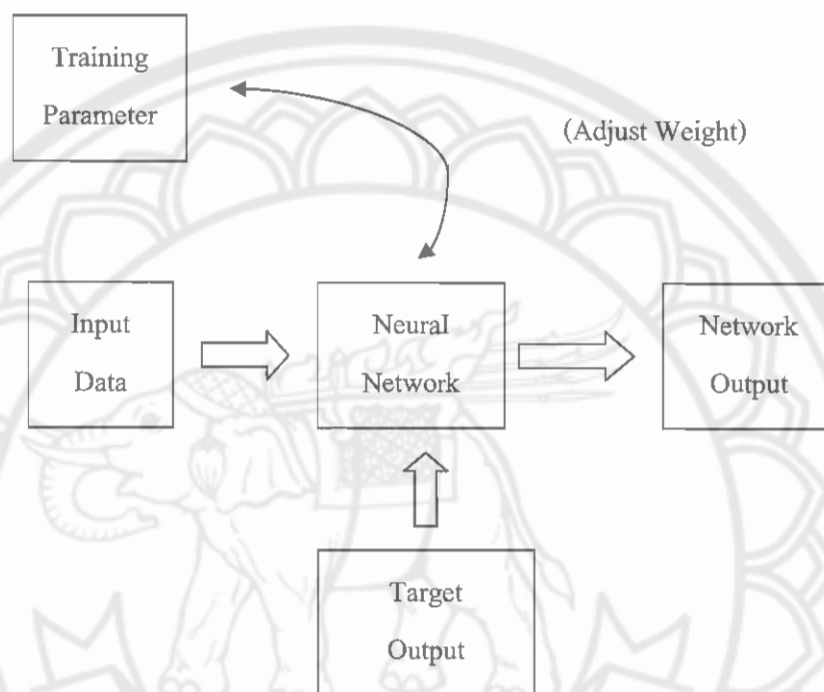 Training
Parameter
(Adjust Weight)
Input
Data
Neural
Network
Network
Output
Target
Output